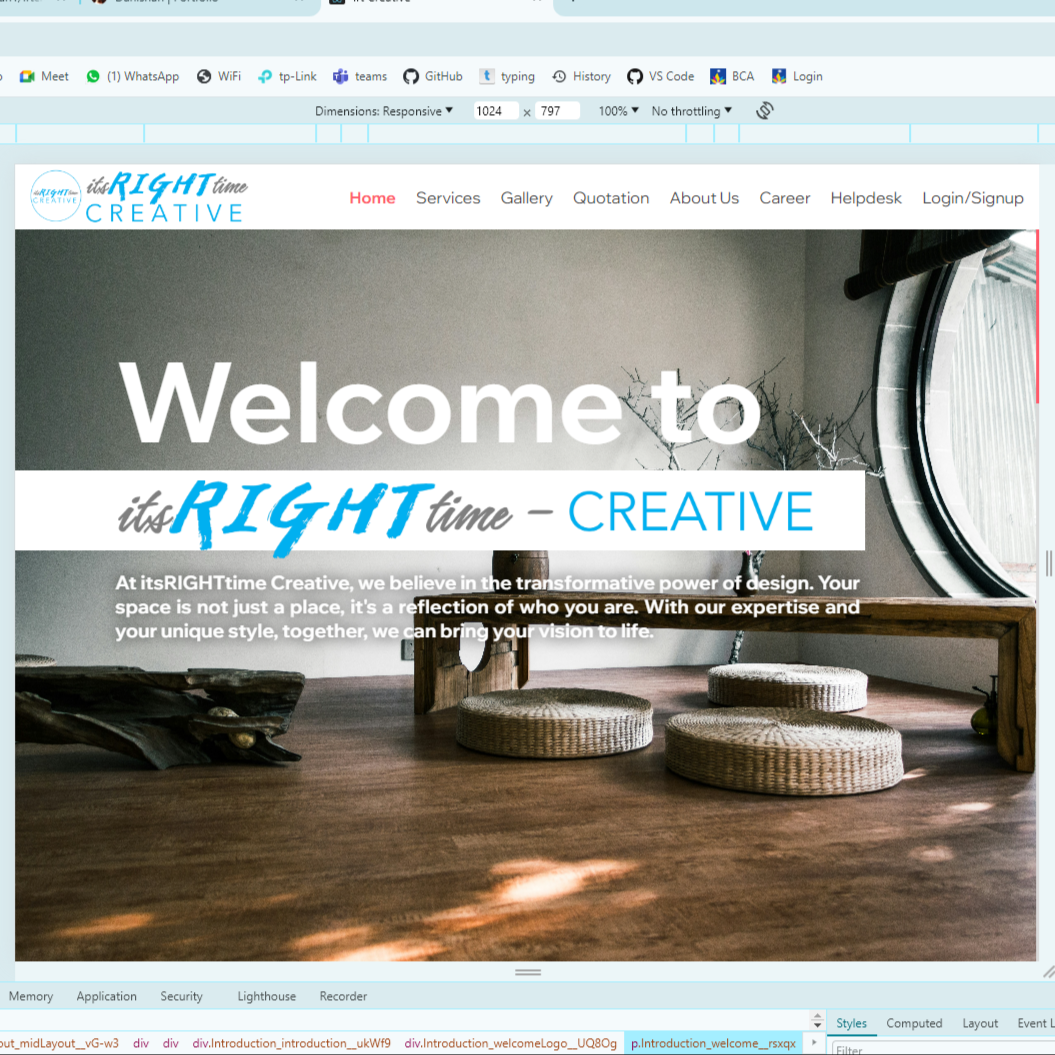 Meet (1) WhatsApp WiFi tp-Link teams GitHub typing History VS Code BCA Login
Dimensions: Responsive 1024 × 797 100% No throttling
itsRIGHTtime
CREATIVE
itsRIGHTtime
CREATIVE
Home Services Gallery Quotation About Us Career Helpdesk Login/Signup
Welcome to
itsRIGHTtime – CREATIVE
At itsRIGHTtime Creative, we believe in the transformative power of design. Your
space is not just a place, it's a reflection of who you are. With our expertise and
your unique style, together, we can bring your vision to life.
Memory Application Security Lighthouse Recorder
Styles Computed Layout Event L
out_midLayout__vG-w3 div div div.Introduction_introduction__ukWf9 div.Introduction_welcomeLogo__UQ8Og p.Introduction_welcome__rsxqx
Filter